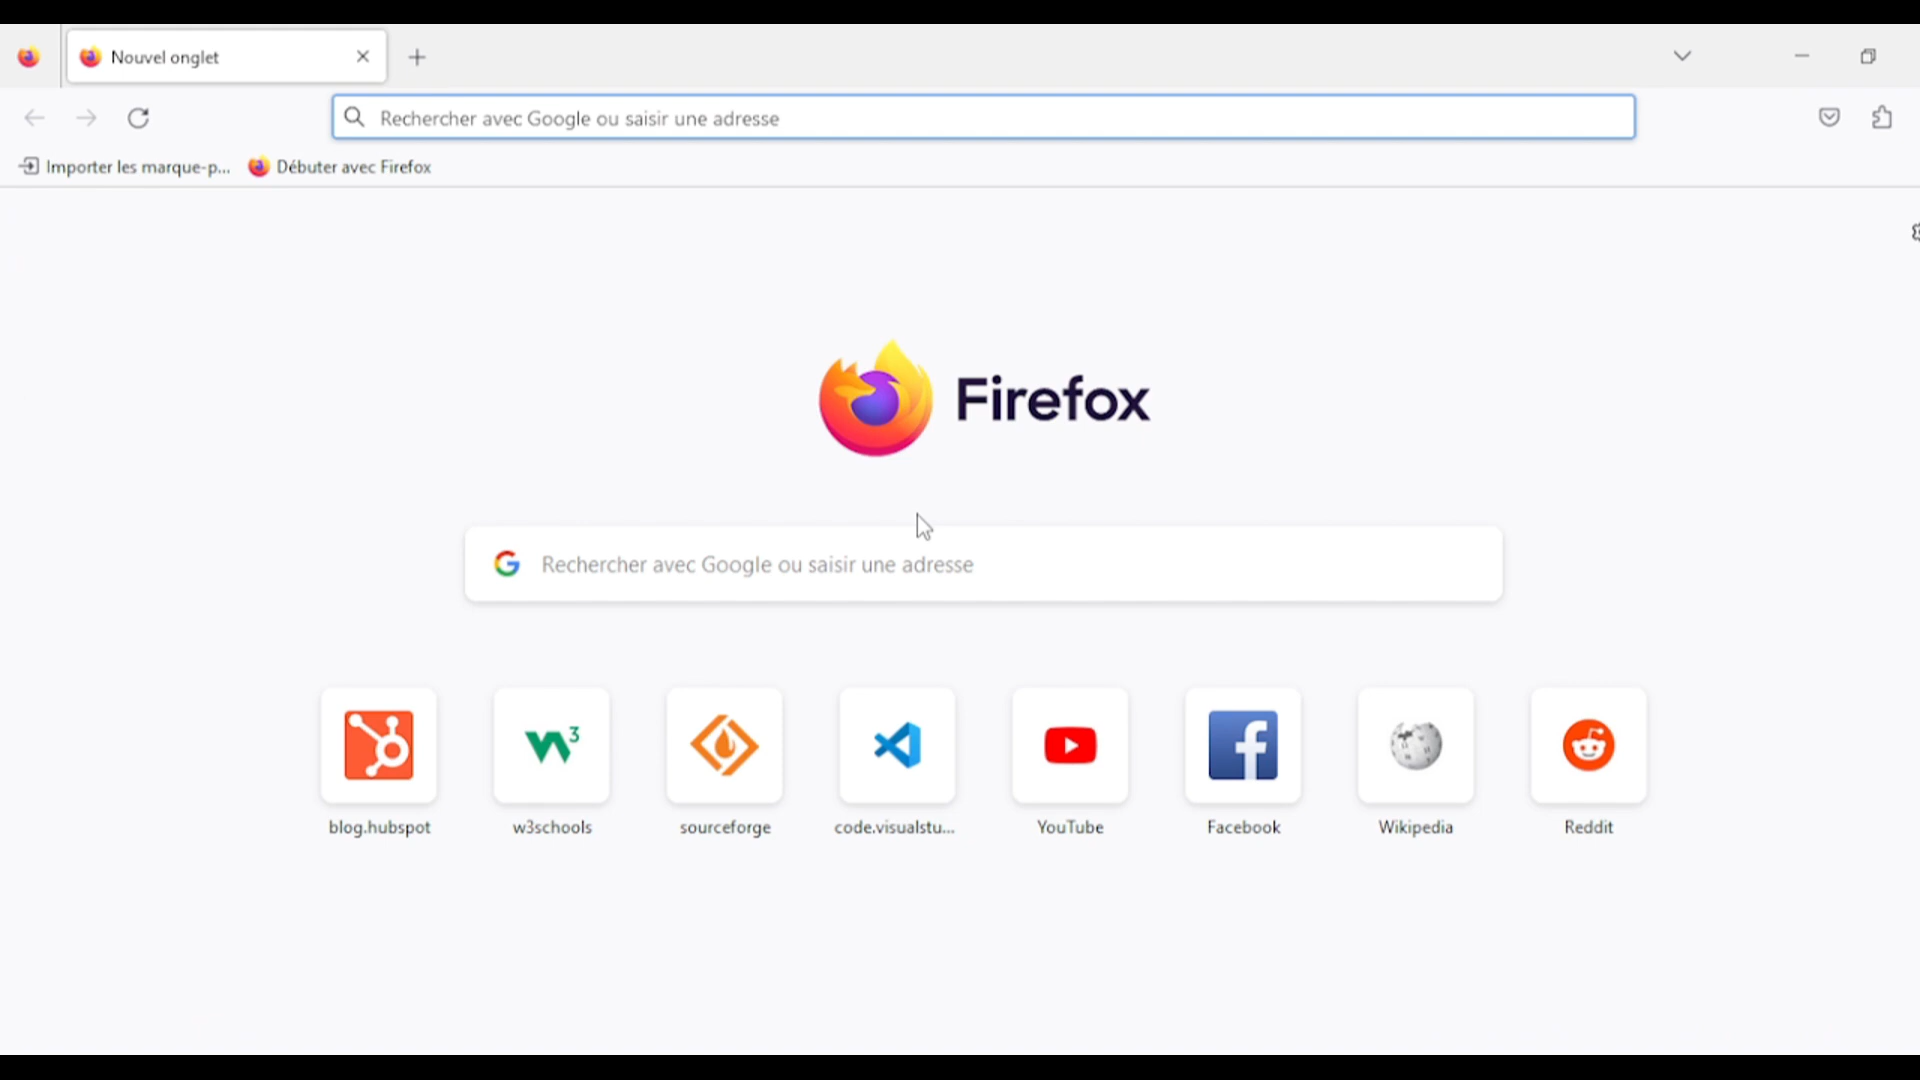 Nouvel onglet
Rechercher avec Google ou saisir une adresse
Importer les marque-p... Débuter avec Firefox
Firefox
Rechercher avec Google ou saisir une adresse
blog.hubspot w3schools sourceforge code.visualstu... YouTube Facebook Wikipedia Reddit